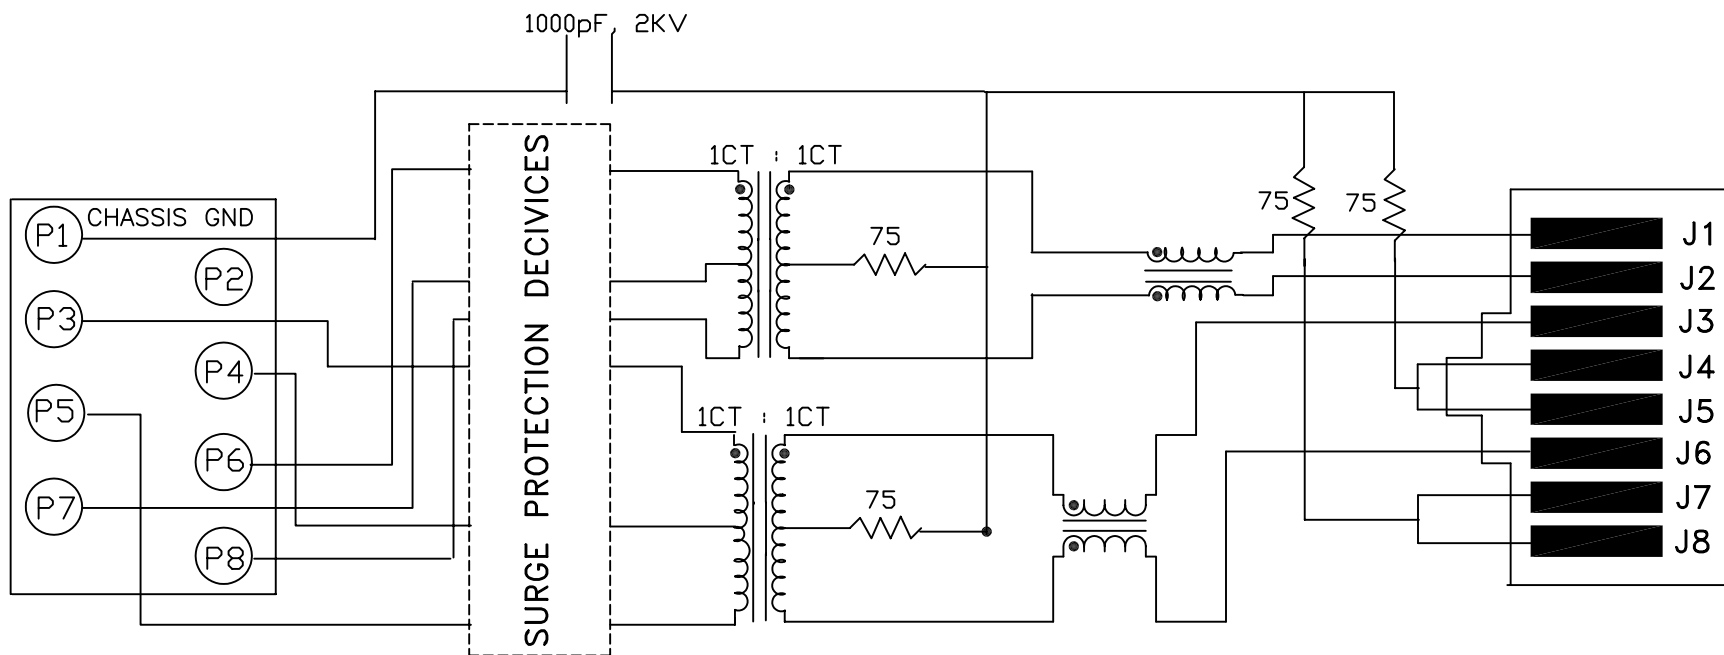 1000pF, 2KV
1CT : 1CT
75
75
75
CHASSIS GND
P1
P2
P3
P4
P5
P6
P7
P8
SURGE PROTECTION DECIVICES
1CT : 1CT
75
J1
J2
J3
J4
J5
J6
J7
J8